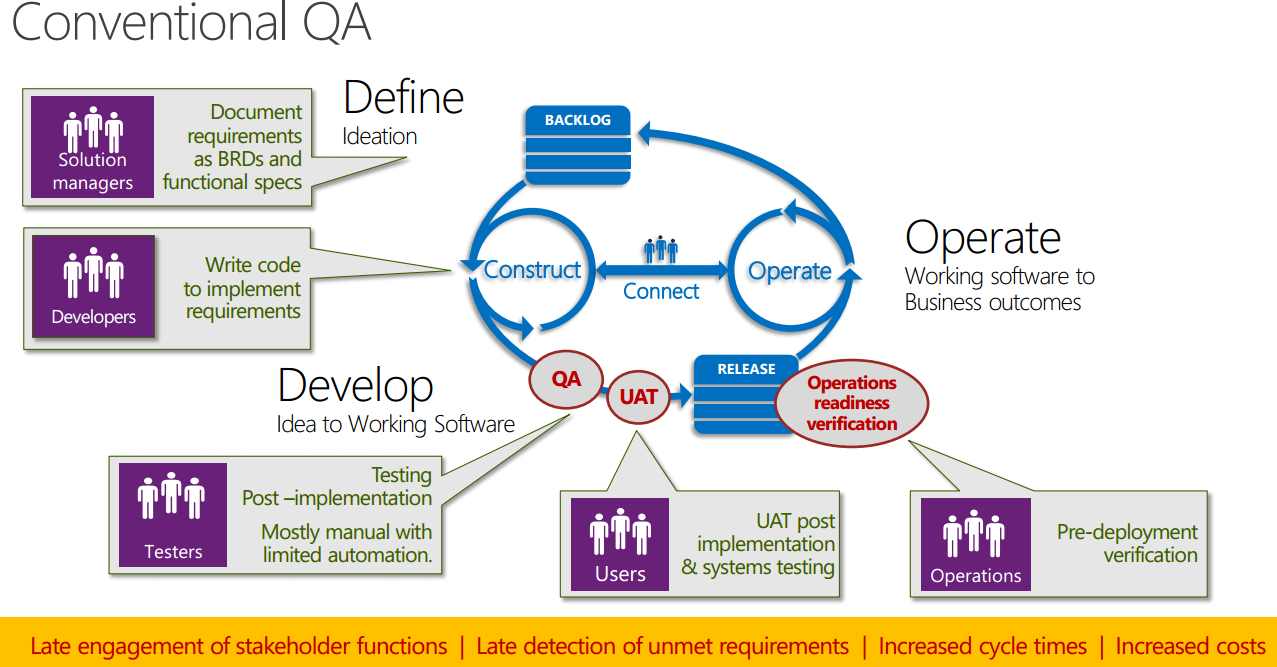 Conventional QA
Define
Ideation
Solution
managers
Document
requirements
as BRDs and
functional specs
BACKLOG
Developers
Write code
to implement
requirements
Construct
Connect
Operate
Operate
Working software to
Business outcomes
Develop
Idea to Working Software
QA
UAT
RELEASE
Operations
readiness
verification
Testers
Testing
Post –implementation
Mostly manual with
limited automation.
Users
UAT post
implementation
& systems testing
Operations
Pre-deployment
verification
Late engagement of stakeholder functions | Late detection of unmet requirements | Increased cycle times | Increased costs